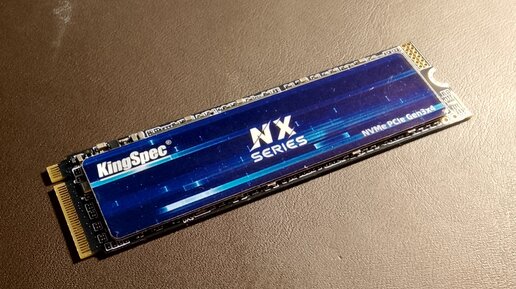 KingSpec®
NX
SERIES
NVMe PCIe Gen3x4